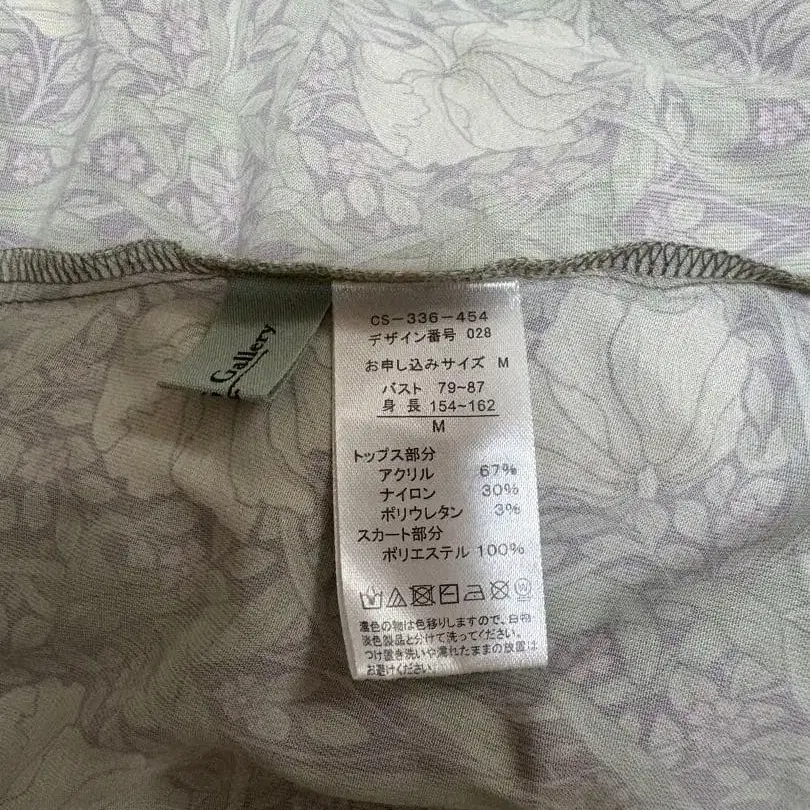 Gallery
CS-336-454
デザイン番号 028
お申し込みサイズ M
バスト 79~87
身長 154~162
M
トップス部分
アクリル 67%
ナイロン 30%
ポリウレタン 3%
スカート部分
ポリエステル 100%
濃色の物は色移りしますので、白物
淡色製品と分けて洗ってください。
つけ置き洗いや濡れたままの放置は
お避けください